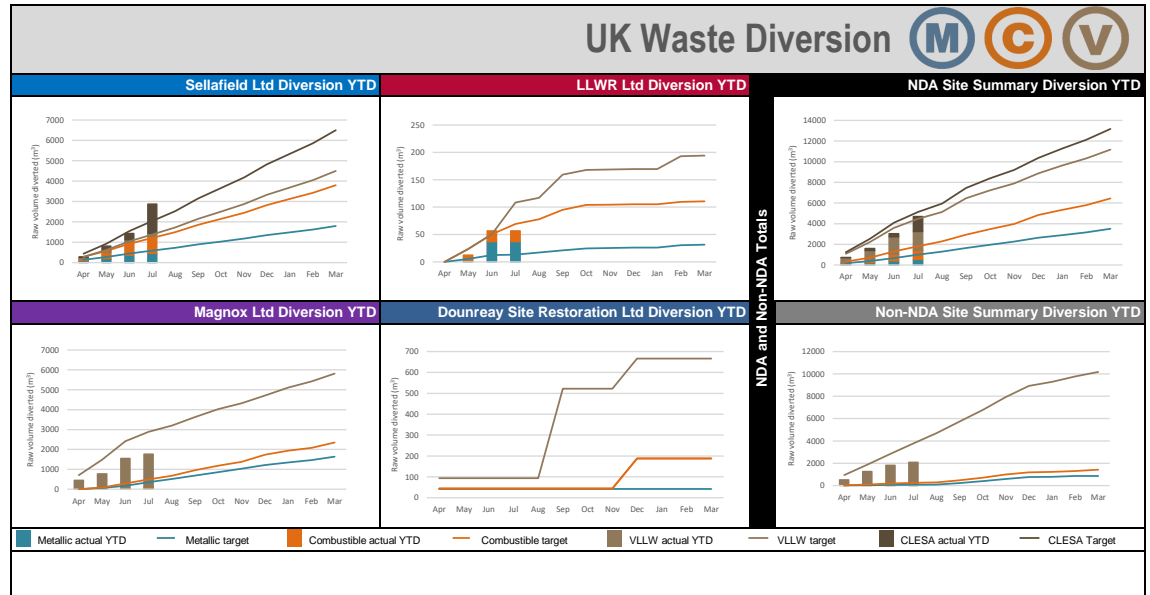 UK Waste Diversion M C V
Sellafield Ltd Diversion YTD
Raw volume diverted (m³)
7000
6000
5000
4000
3000
2000
1000
0
Apr May Jun Jul Aug Sep Oct Nov Dec Jan Feb Mar
LLWR Ltd Diversion YTD
Raw volume diverted (m³)
250
200
150
100
50
0
Apr May Jun Jul Aug Sep Oct Nov Dec Jan Feb Mar
NDA and Non-NDA Totals
NDA Site Summary Diversion YTD
Raw volume diverted (m³)
14000
12000
10000
8000
6000
4000
2000
0
Apr May Jun Jul Aug Sep Oct Nov Dec Jan Feb Mar
Magnox Ltd Diversion YTD
Raw volume diverted (m³)
7000
6000
5000
4000
3000
2000
1000
0
Apr May Jun Jul Aug Sep Oct Nov Dec Jan Feb Mar
Dounreay Site Restoration Ltd Diversion YTD
Raw volume diverted (m³)
700
600
500
400
300
200
100
0
Apr May Jun Jul Aug Sep Oct Nov Dec Jan Feb Mar
Non-NDA Site Summary Diversion YTD
Raw volume diverted (m³)
12000
10000
8000
6000
4000
2000
0
Apr May Jun Jul Aug Sep Oct Nov Dec Jan Feb Mar
Metallic actual YTD Metallic target Combustible actual YTD Combustible target VLLW actual YTD VLLW target CLESA actual YTD CLESA Target